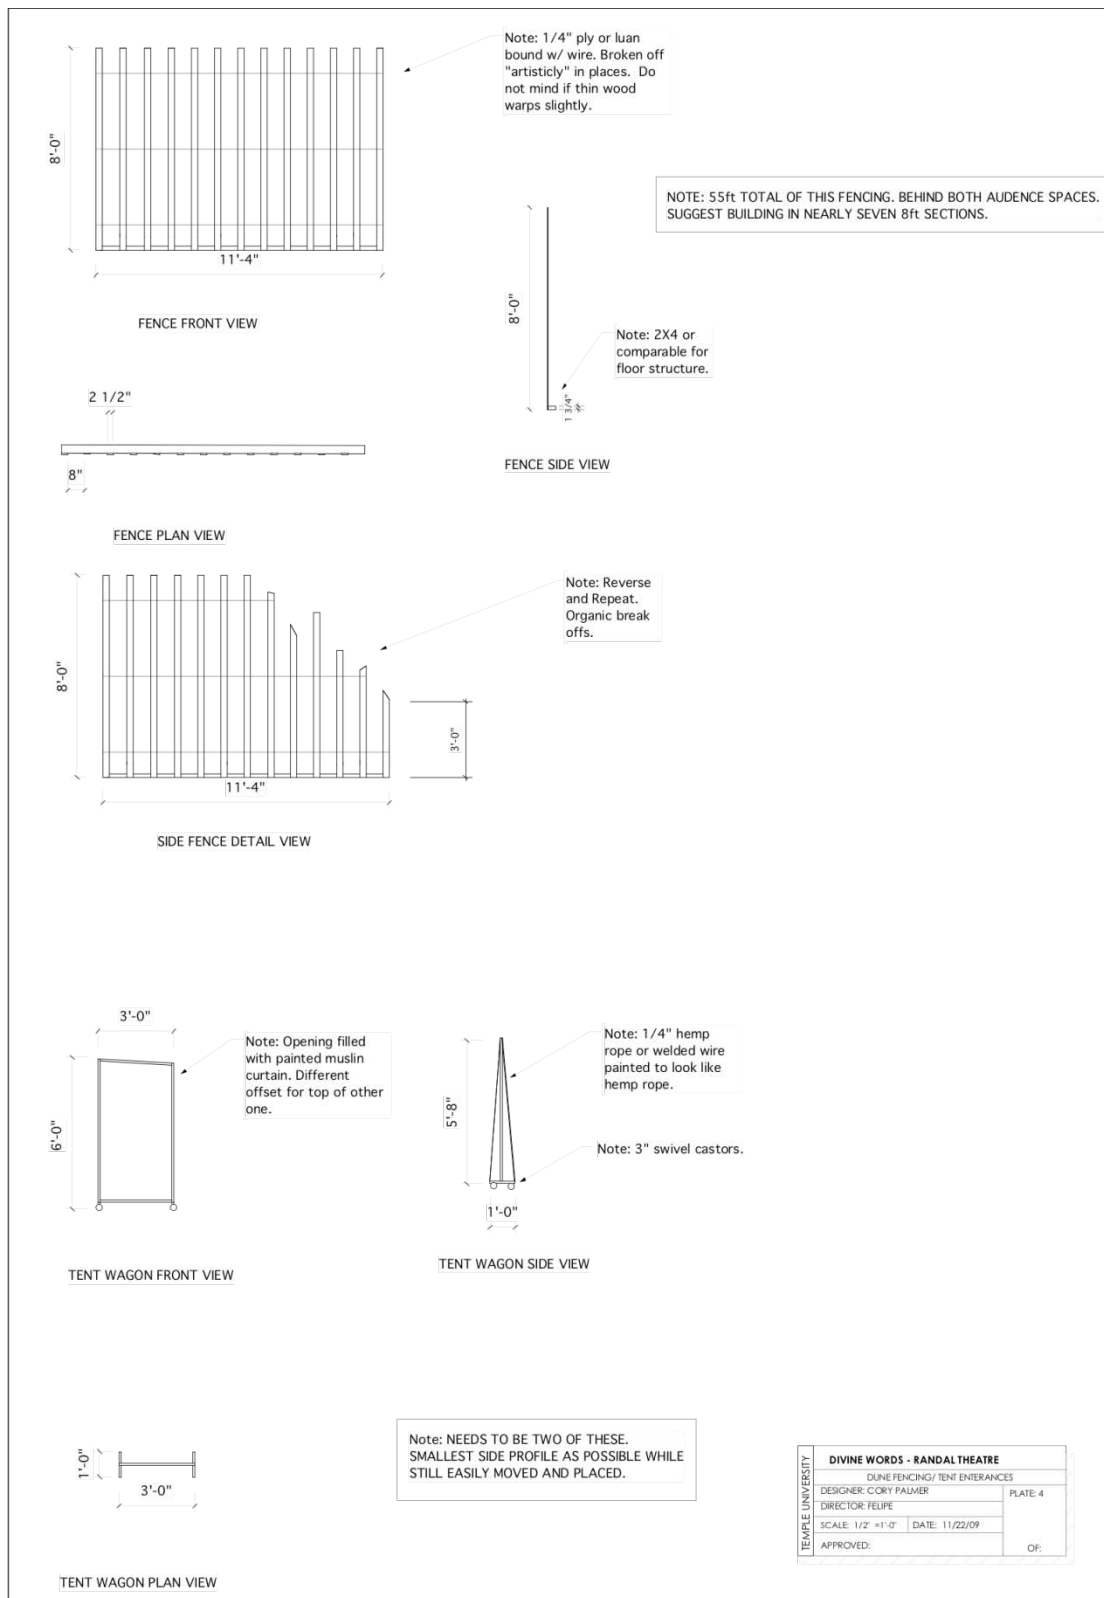 Note: 1/4" ply or luan
bound w/ wire. Broken off
"artisticly" in places. Do
not mind if thin wood
warps slightly.
8'-0"
11'-4"
FENCE FRONT VIEW
NOTE: 55ft TOTAL OF THIS FENCING. BEHIND BOTH AUDENCE SPACES.
SUGGEST BUILDING IN NEARLY SEVEN 8ft SECTIONS.
8'-0"
Note: 2X4 or
comparable for
floor structure.
1 3/4"
FENCE SIDE VIEW
2 1/2"
8"
FENCE PLAN VIEW
Note: Reverse
and Repeat.
Organic break
offs.
8'-0"
3'-0"
11'-4"
SIDE FENCE DETAIL VIEW
3'-0"
Note: Opening filled
with painted muslin
curtain. Different
offset for top of other
one.
6'-0"
TENT WAGON FRONT VIEW
Note: 1/4" hemp
rope or welded wire
painted to look like
hemp rope.
5'-8"
Note: 3" swivel castors.
1'-0"
TENT WAGON SIDE VIEW
1'-0"
3'-0"
TENT WAGON PLAN VIEW
Note: NEEDS TO BE TWO OF THESE.
SMALLEST SIDE PROFILE AS POSSIBLE WHILE
STILL EASILY MOVED AND PLACED.
TEMPLE UNIVERSITY
DIVINE WORDS - RANDAL THEATRE
DUNE FENCING/ TENT ENTERANCES
DESIGNER: CORY PALMER
PLATE: 4
DIRECTOR: FELIPE
SCALE: 1/2" =1'-0" DATE: 11/22/09
APPROVED:
OF: